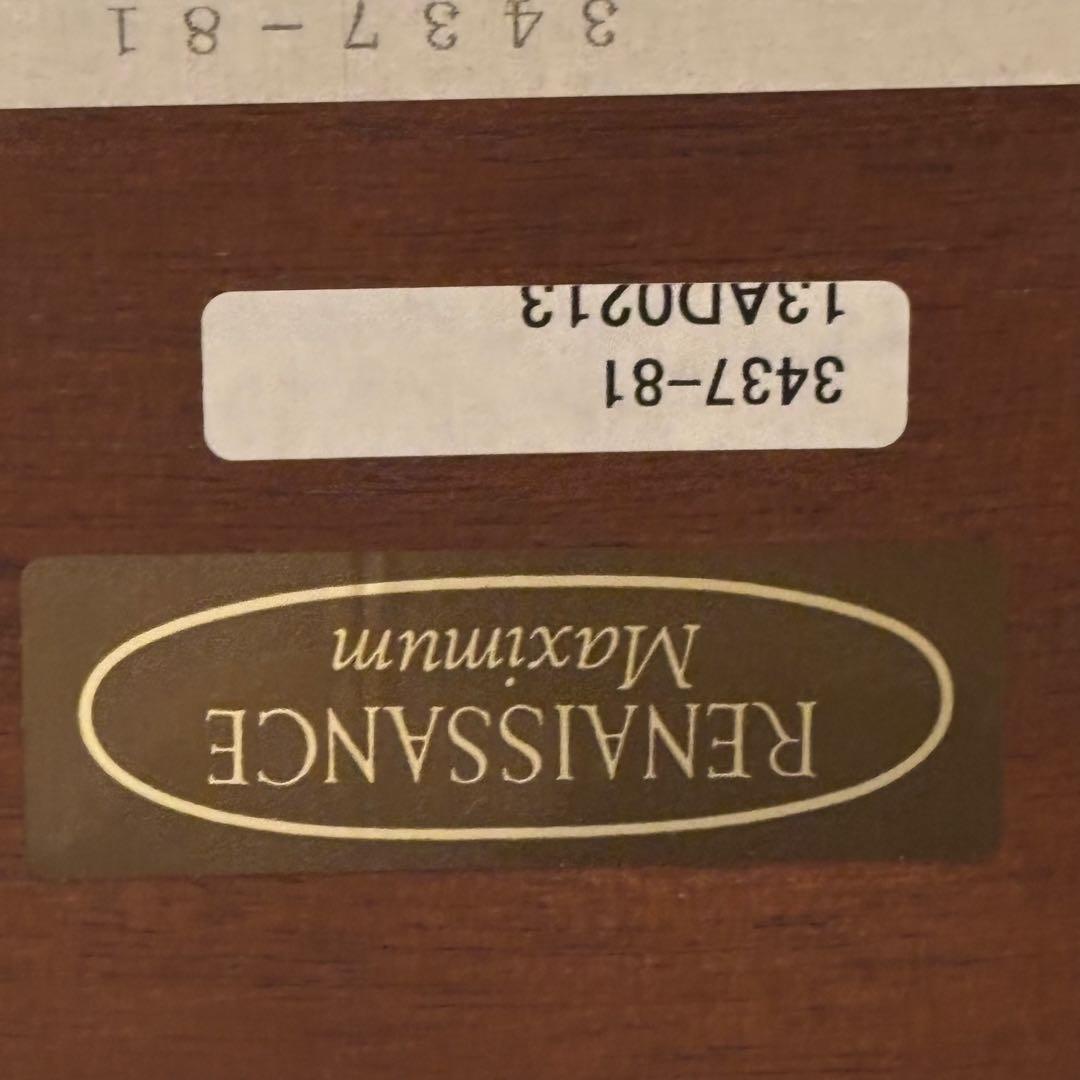 RENAISSANCE
Maximum
3437-81
13AD0213
3437-81